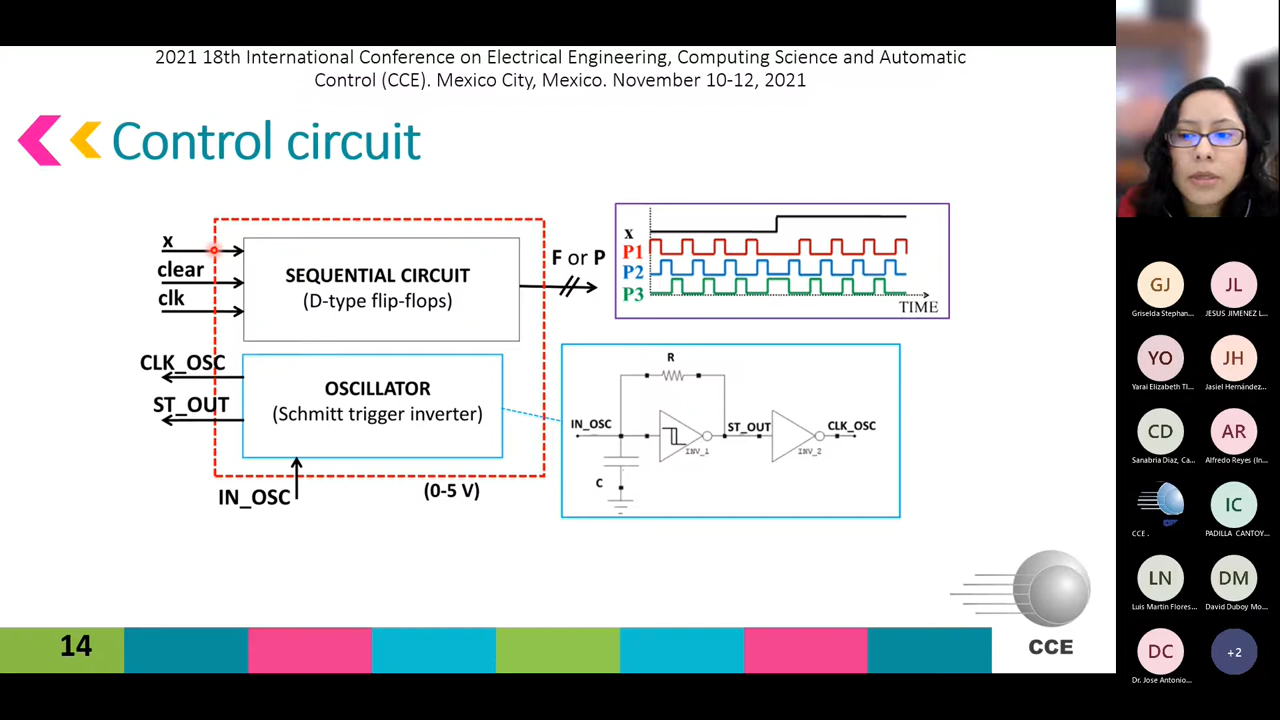 2021 18th International Conference on Electrical Engineering, Computing Science and Automatic
Control (CCE). Mexico City, Mexico. November 10-12, 2021
Control circuit
x
clear
clk
SEQUENTIAL CIRCUIT
(D-type flip-flops)
F or P
x
P1
P2
P3
TIME
CLK_OSC
ST_OUT
OSCILLATOR
(Schmitt trigger inverter)
IN_OSC
(0-5 V)
R
IN_OSC
ST_OUT
CLK_OSC
INV_1
INV_2
C
14
CCE
GJ
Griselda Stephan...
JL
JESUS JIMENEZ L...
YO
Yarai Elizabeth Tl...
JH
Jasiel Hernández...
CD
Sanabria Diaz, Ca...
AR
Alfredo Reyes (In...
CCE .
IC
PADILLA CANTOY...
LN
Luis Martin Flores...
DM
David Duboy Mo...
DC
Dr. Jose Antonio...
+2